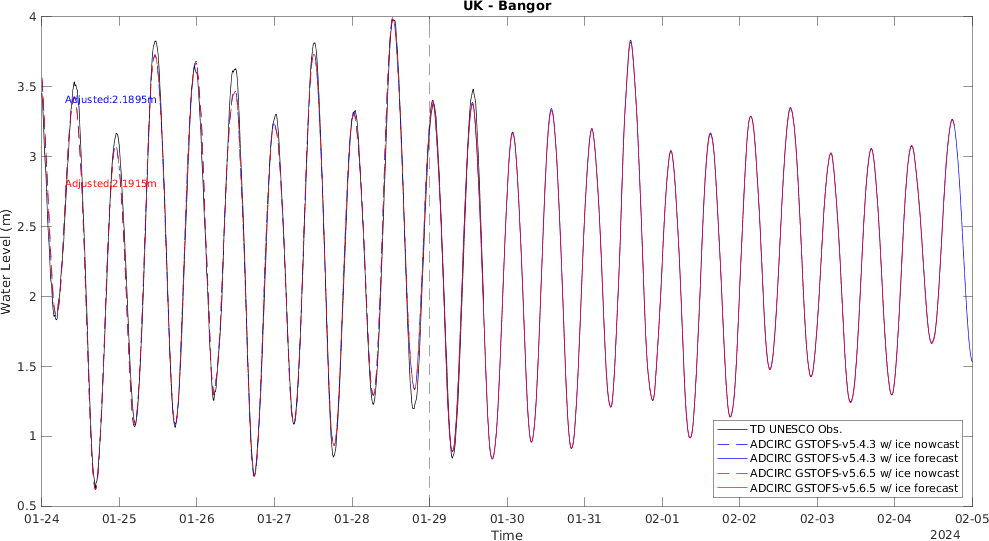 UK - Bangor
4
3.5
3
2.5
2
1.5
1
0.5
Water Level (m)
Adjusted:2.1895m
Adjusted:2.1915m
TD UNESCO Obs.
ADCIRC GSTOFS-v5.4.3 w/ ice nowcast
ADCIRC GSTOFS-v5.4.3 w/ ice forecast
ADCIRC GSTOFS-v5.6.5 w/ ice nowcast
ADCIRC GSTOFS-v5.6.5 w/ ice forecast
01-24 01-25 01-26 01-27 01-28 01-29 01-30 01-31 02-01 02-02 02-03 02-04 02-05
Time
2024